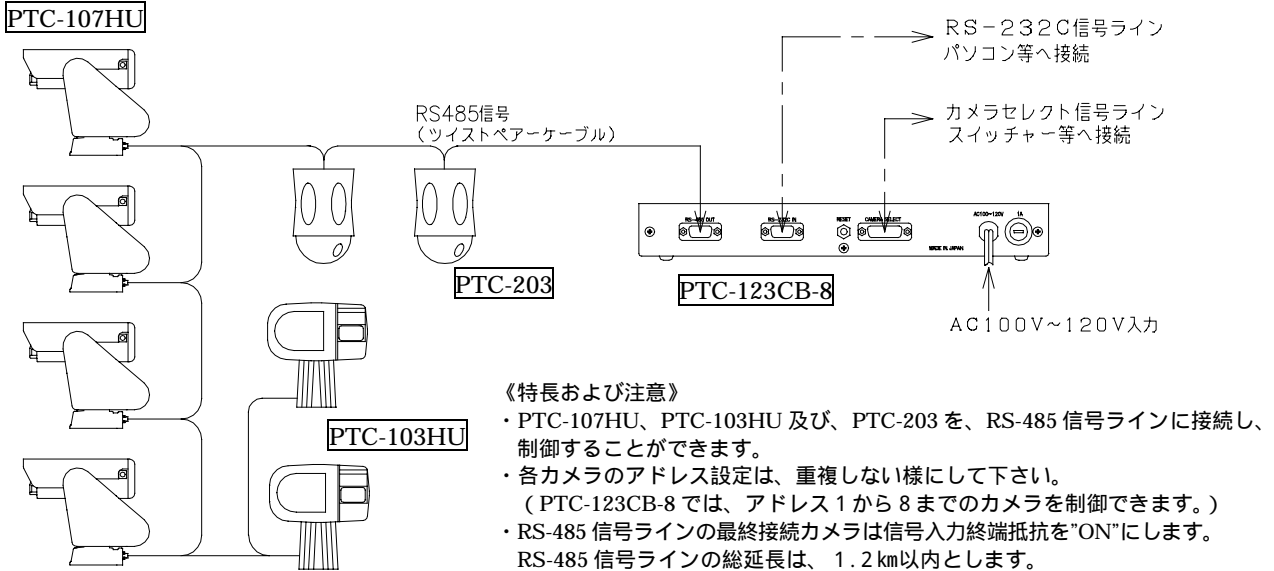 PTC-107HU
RS-232C信号ライン
パソコン等へ接続
RS485信号
(ツイストペアーケーブル)
カメラセレクト信号ライン
スイッチャー等へ接続
RS-485 OUT
RS-232C IN
RESET
CAMERA SELECT
AC100~120V
1A
MADE IN JAPAN
PTC-203
PTC-123CB-8
AC100V~120V入力
PTC-103HU
《特長および注意》
・PTC-107HU、PTC-103HU 及び、PTC-203 を、RS-485 信号ラインに接続し、
制御することができます。
・各カメラのアドレス設定は、重複しない様にして下さい。
(PTC-123CB-8 では、アドレス 1 から 8 までのカメラを制御できます。)
・RS-485 信号ラインの最終接続カメラは信号入力終端抵抗を"ON"にします。
RS-485 信号ラインの総延長は、1.2㎞以内とします。